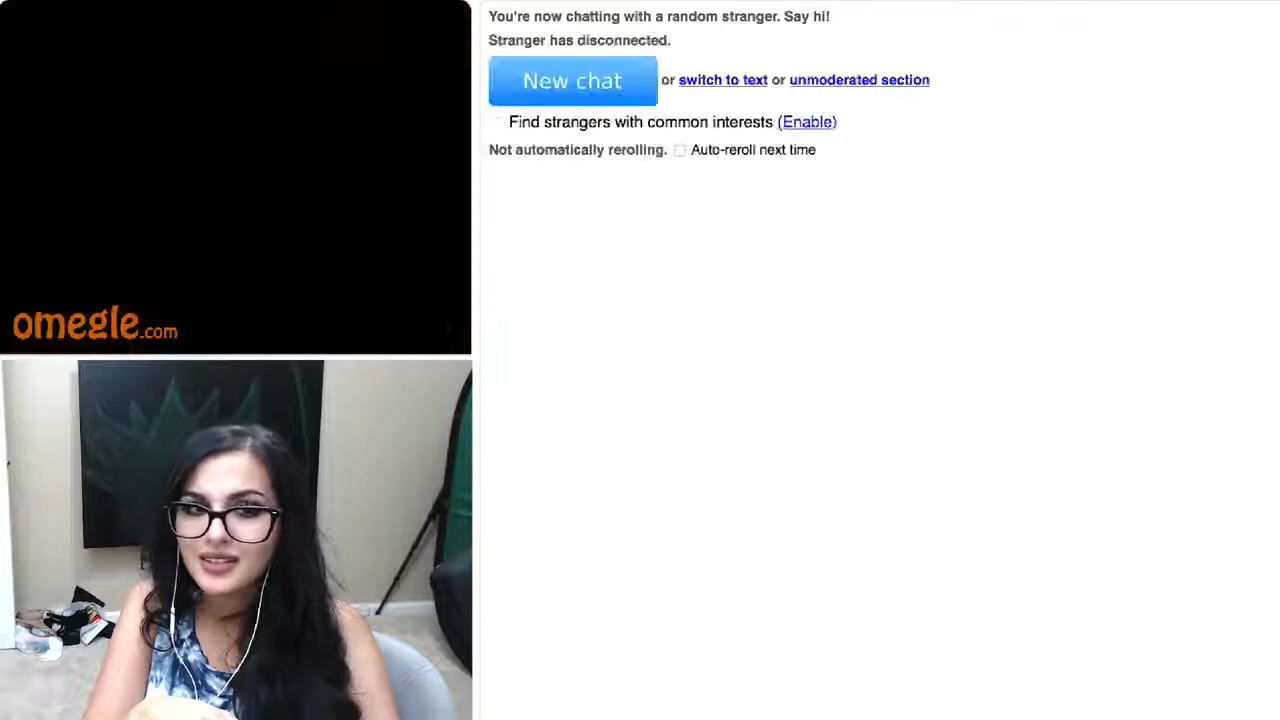 You're now chatting with a random stranger. Say hi!
Stranger has disconnected.
New chat or switch to text or unmoderated section
Find strangers with common interests (Enable)
Not automatically rerolling. Auto-reroll next time
omegle.com